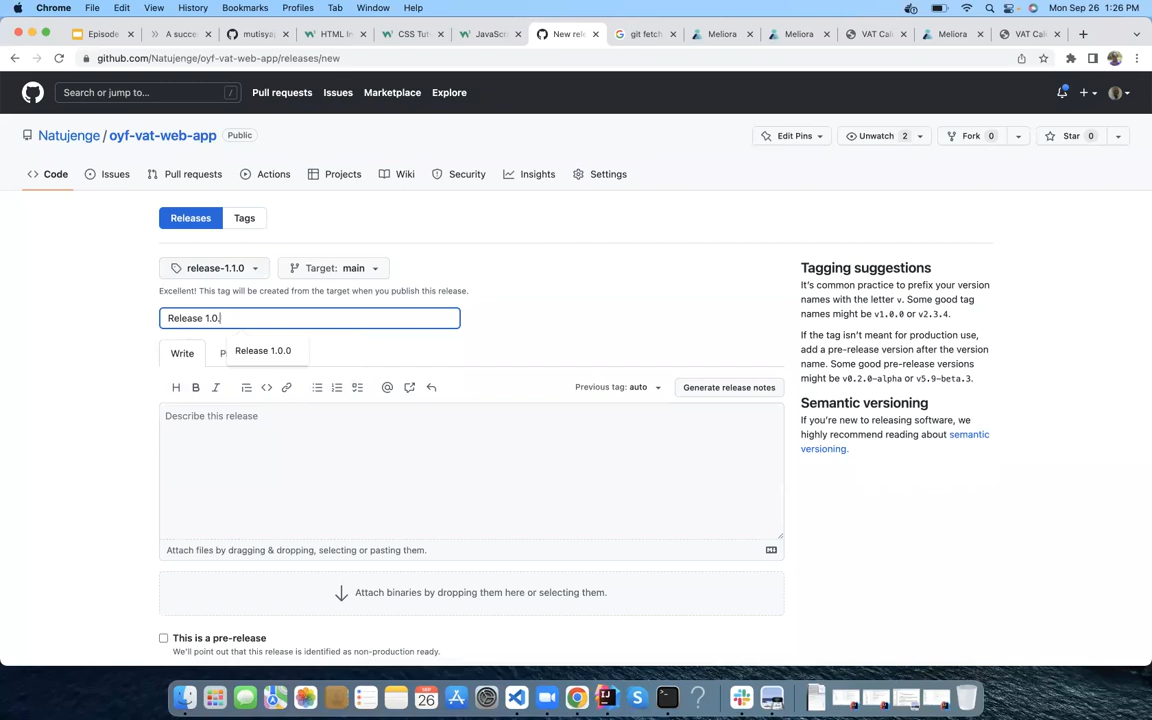 Chrome File Edit View History Bookmarks Profiles Tab Window Help Mon Sep 26 1:26 PM
Episode A succe mutisya HTML In CSS Tut JavaScri New rele git fetch Meliora Meliora VAT Cal Meliora VAT Cal
github.com/Natujenge/oyf-vat-web-app/releases/new
Search or jump to... / Pull requests Issues Marketplace Explore
Natujenge / oyf-vat-web-app Public Edit Pins Unwatch 2 Fork 0 Star 0
Code Issues Pull requests Actions Projects Wiki Security Insights Settings
Releases Tags
release-1.1.0 Target: main
Excellent! This tag will be created from the target when you publish this release.
Release 1.0.
Write P Release 1.0.0
Previous tag: auto Generate release notes
Describe this release
Attach files by dragging & dropping, selecting or pasting them.
Attach binaries by dropping them here or selecting them.
This is a pre-release
We'll point out that this release is identified as non-production ready.
Tagging suggestions
It's common practice to prefix your version
names with the letter v. Some good tag
names might be v1.0.0 or v2.3.4.
If the tag isn't meant for production use,
add a pre-release version after the version
name. Some good pre-release versions
might be v0.2.0-alpha or v5.9-beta.3.
Semantic versioning
If you're new to releasing software, we
highly recommend reading about semantic
versioning.
SEP
26